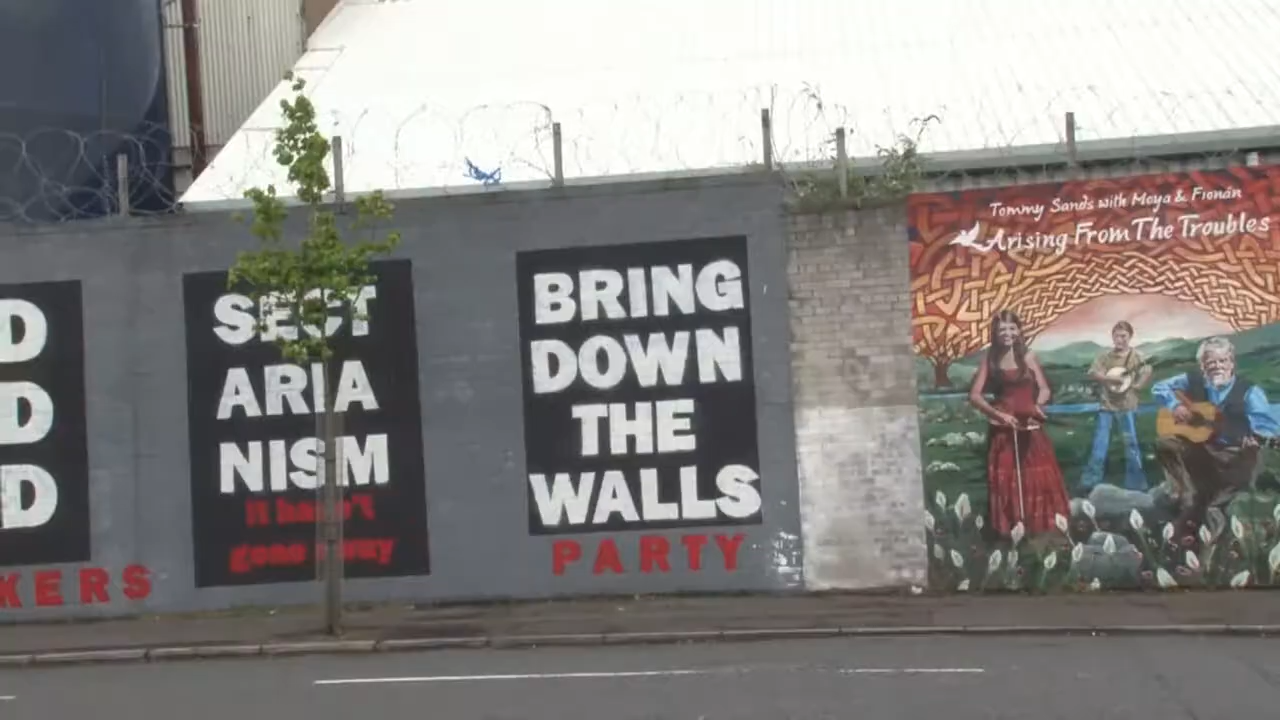 D
D
D
KERS
SECT
ARIA
NISM
it hasn't
gone away
BRING
DOWN
THE
WALLS
PARTY
Tommy Sands with Moya & Fionán
Arising From The Troubles